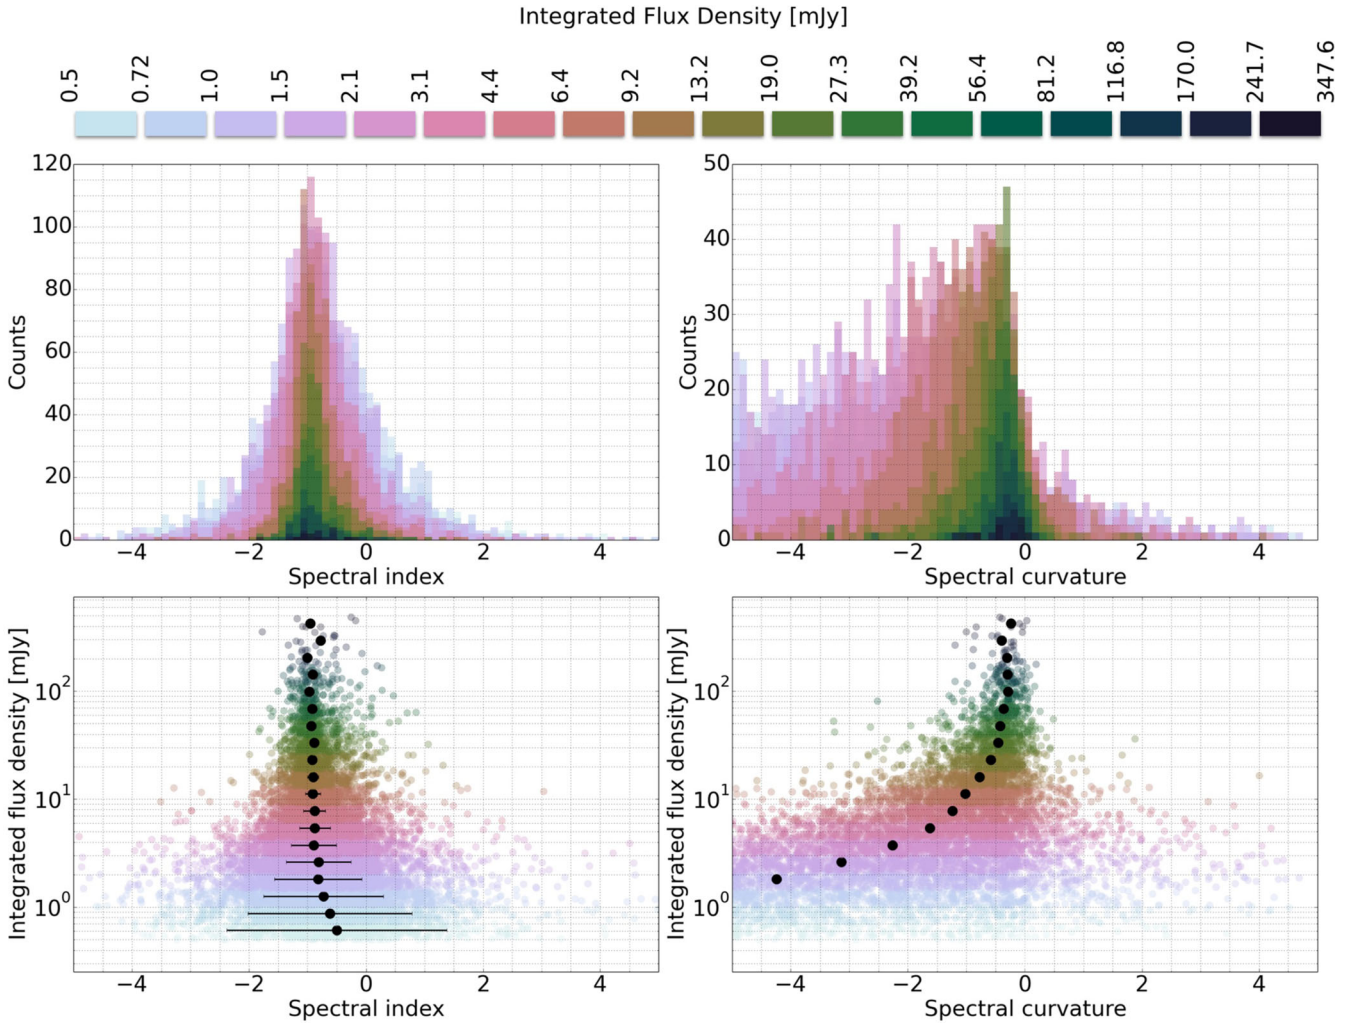 Integrated Flux Density [mJy]
0.5 0.72 1.0 1.5 2.1 3.1 4.4 6.4 9.2 13.2 19.0 27.3 39.2 56.4 81.2 116.8 170.0 241.7 347.6
120
100
80
60
40
20
0
Counts
−4 −2 0 2 4
Spectral index
50
40
30
20
10
0
Counts
−4 −2 0 2 4
Spectral curvature
10²
10¹
10⁰
Integrated flux density [mJy]
−4 −2 0 2 4
Spectral index
10²
10¹
10⁰
Integrated flux density [mJy]
−4 −2 0 2 4
Spectral curvature